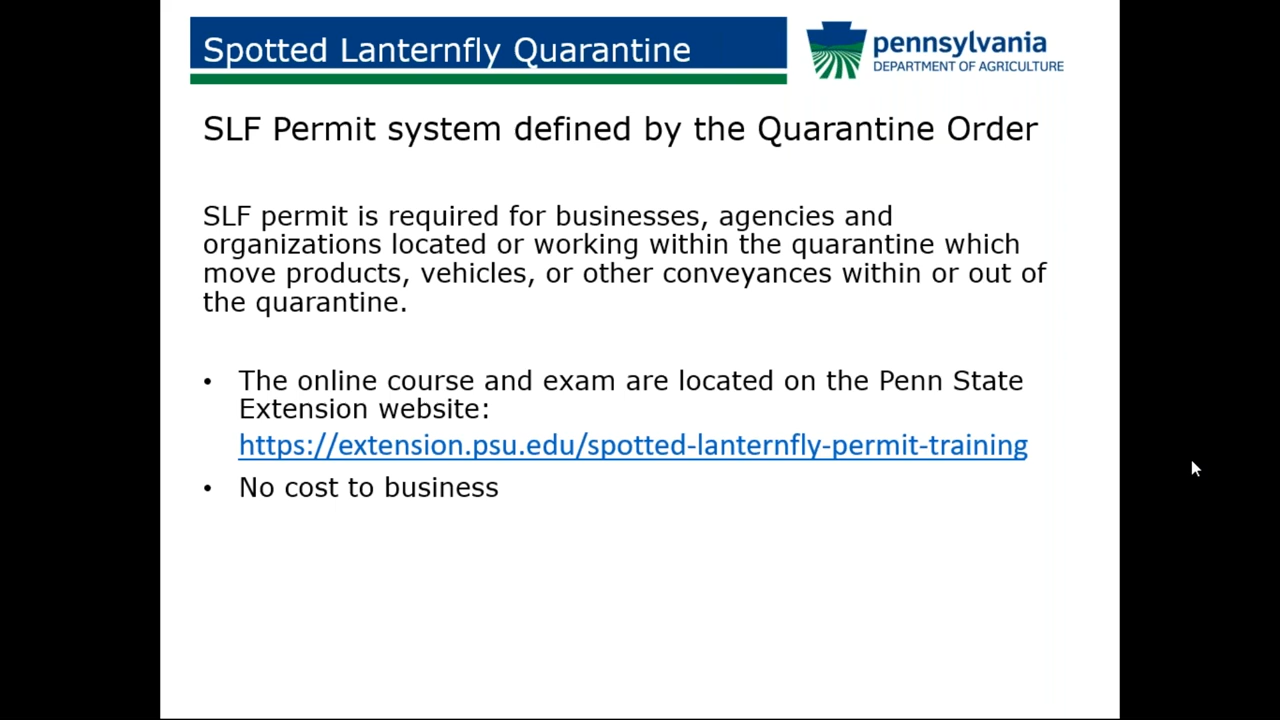 Spotted Lanternfly Quarantine
pennsylvania
DEPARTMENT OF AGRICULTURE
SLF Permit system defined by the Quarantine Order
SLF permit is required for businesses, agencies and
organizations located or working within the quarantine which
move products, vehicles, or other conveyances within or out of
the quarantine.
• The online course and exam are located on the Penn State
Extension website:
https://extension.psu.edu/spotted-lanternfly-permit-training
• No cost to business